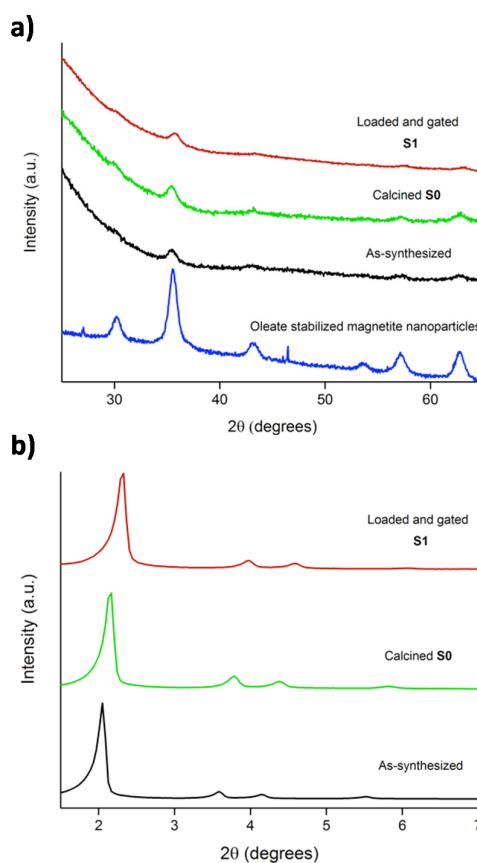 a)
Loaded and gated
S1
Calcined S0
As-synthesized
Oleate stabilized magnetite nanoparticles
Intensity (a.u.)
30 40 50 60
2θ (degrees)
b)
Loaded and gated
S1
Calcined S0
As-synthesized
Intensity (a.u.)
2 3 4 5 6 7
2θ (degrees)